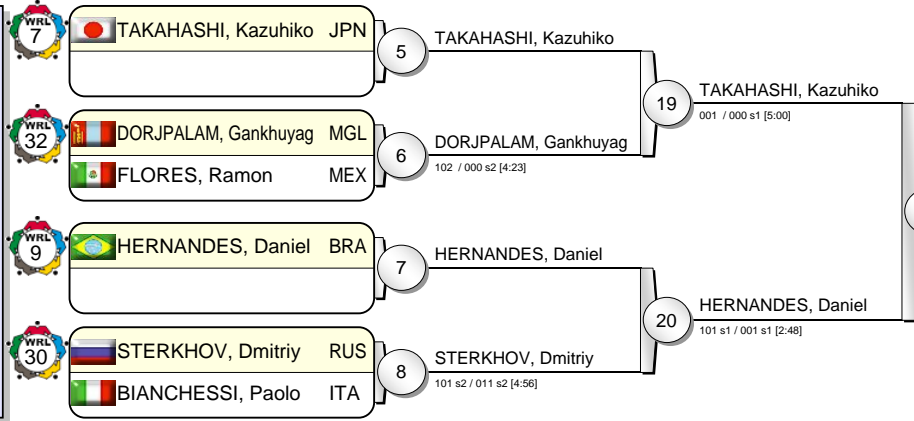 WRL
7
TAKAHASHI, Kazuhiko JPN
5
TAKAHASHI, Kazuhiko
19
TAKAHASHI, Kazuhiko
001 / 000 s1 [5:00]
WRL
32
DORJPALAM, Gankhuyag MGL
FLORES, Ramon MEX
6
DORJPALAM, Gankhuyag
102 / 000 s2 [4:23]
WRL
9
HERNANDES, Daniel BRA
7
HERNANDES, Daniel
20
HERNANDES, Daniel
101 s1 / 001 s1 [2:48]
WRL
30
STERKHOV, Dmitriy RUS
BIANCHESSI, Paolo ITA
8
STERKHOV, Dmitriy
101 s2 / 011 s2 [4:56]